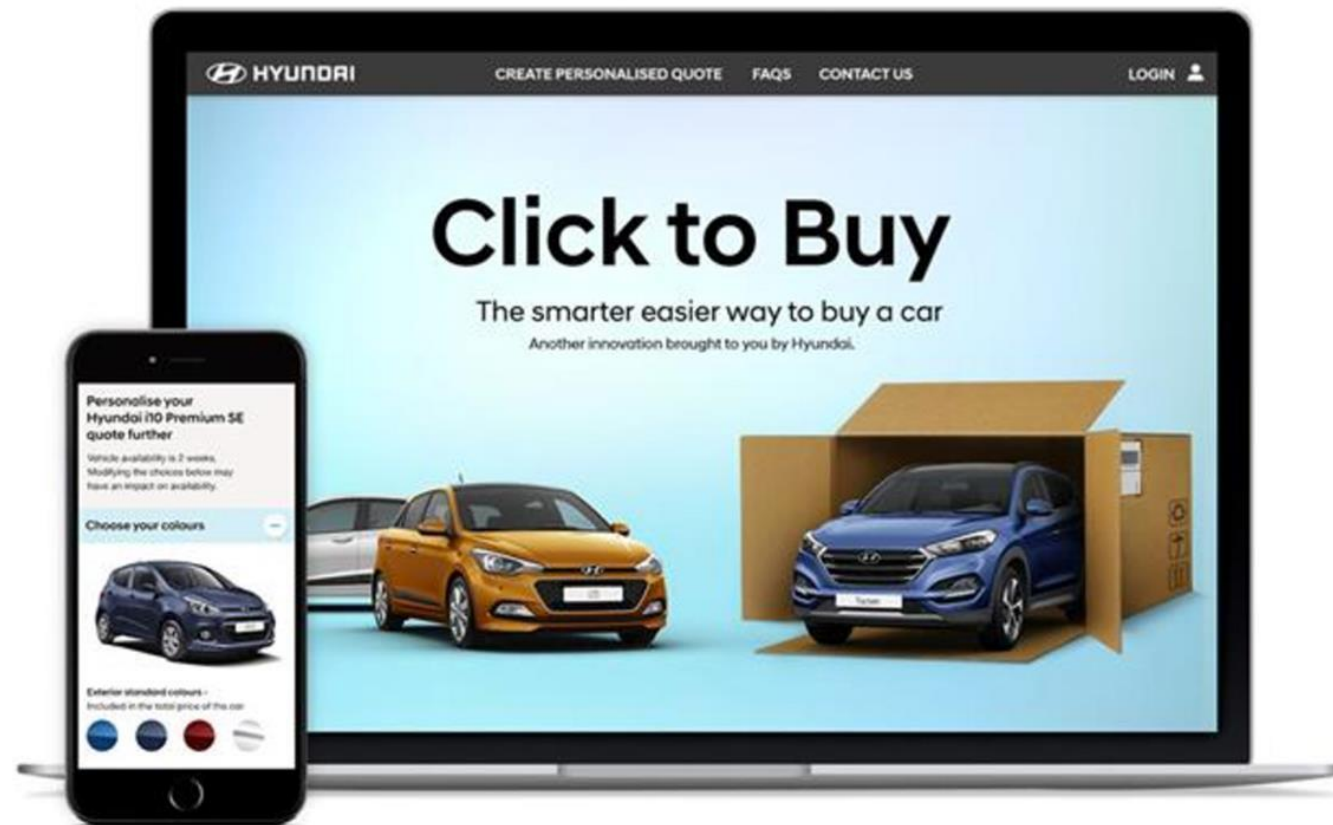 HYUNDAI
CREATE PERSONALISED QUOTE FAQS CONTACT US
LOGIN
Click to Buy
The smarter easier way to buy a car
Another innovation brought to you by Hyundai.
Personalise your
Hyundai i10 Premium SE
quote further
Vehicle availability is 2 weeks.
Modifying the choices below may
have an impact on availability.
Choose your colours
Exterior standard colours -
Included in the total price of the car
Tucson